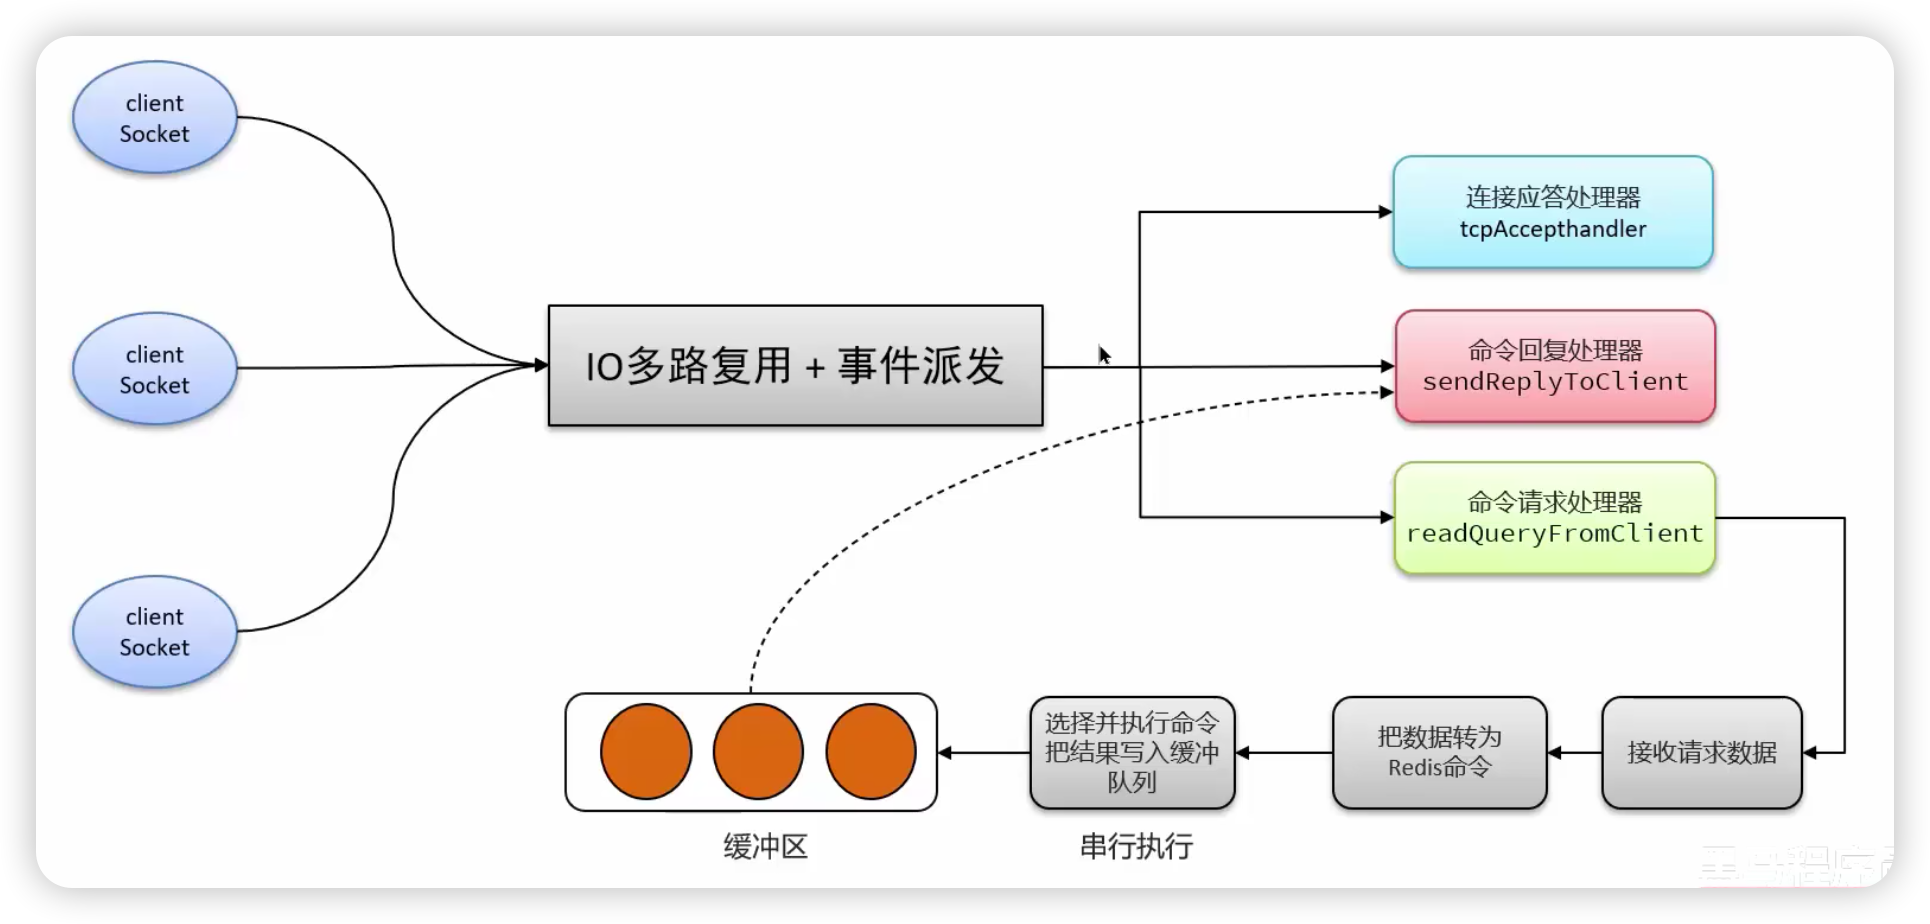 client
Socket
client
Socket
client
Socket
IO多路复用 + 事件派发
连接应答处理器
tcpAccepthandler
命令回复处理器
sendReplyToClient
命令请求处理器
readQueryFromClient
接收请求数据
把数据转为
Redis命令
选择并执行命令
把结果写入缓冲
队列
串行执行
缓冲区